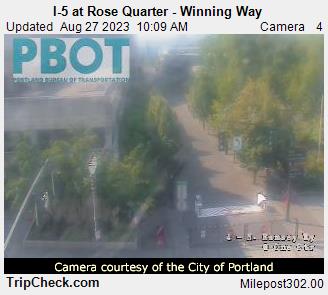 I-5 at Rose Quarter - Winning Way
Updated Aug 27 2023 10:09 AM Camera 4
PBOT
PORTLAND BUREAU OF TRANSPORTATION
Camera courtesy of the City of Portland
TripCheck.com Milepost302.00